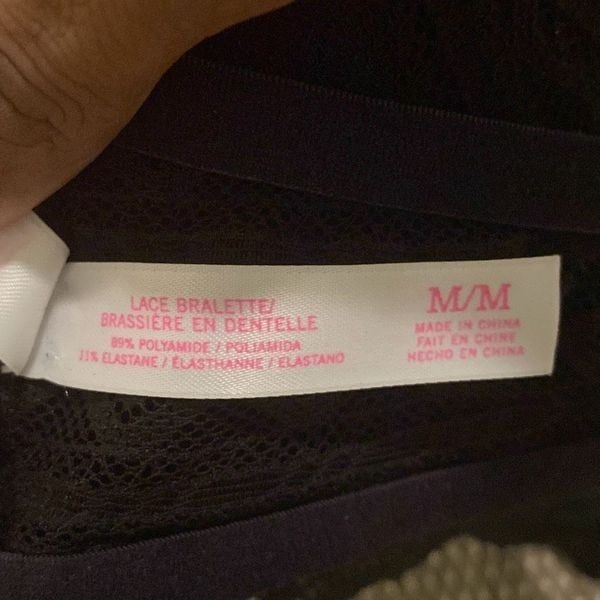 LACE BRALETTE/
BRASSIÈRE EN DENTELLE
89% POLYAMIDE / POLIAMIDA
11% ELASTANE / ÉLASTHANNE / ELASTANO
M/M
MADE IN CHINA
FAIT EN CHINE
HECHO EN CHINA